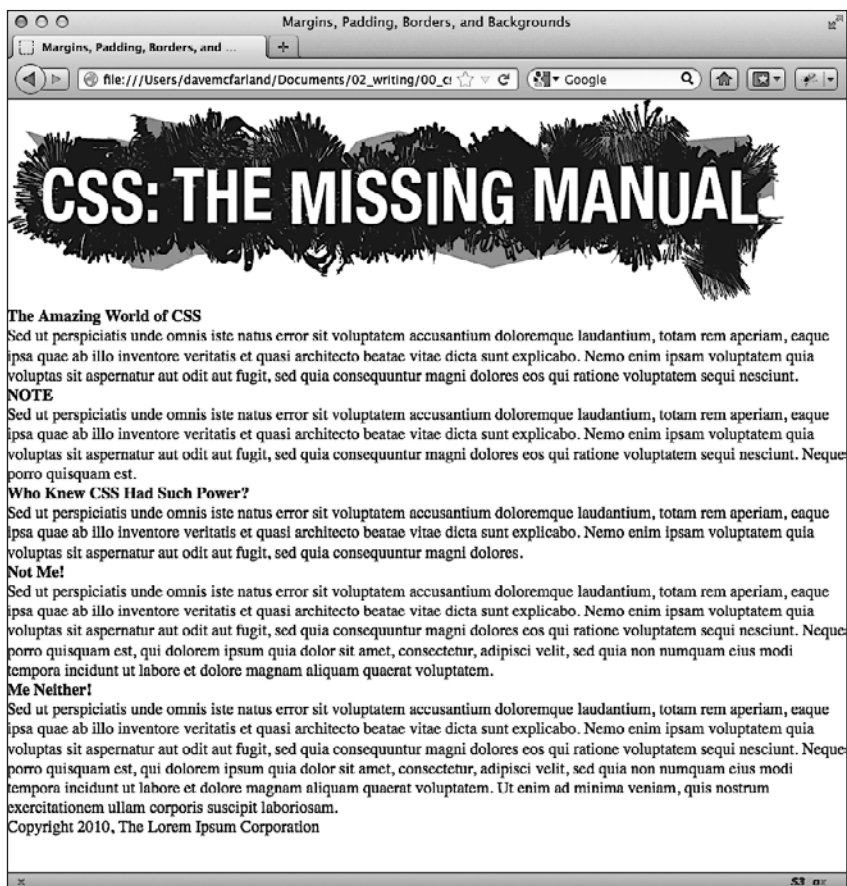 Margins, Padding, Borders, and Backgrounds
Margins, Padding, Borders, and ...
file:///Users/davemcfarland/Documents/02_writing/00_c
Google
CSS: THE MISSING MANUAL
The Amazing World of CSS
Sed ut perspiciatis unde omnis iste natus error sit voluptatem accusantium doloremque laudantium, totam rem aperiam, eaque
ipsa quae ab illo inventore veritatis et quasi architecto beatae vitae dicta sunt explicabo. Nemo enim ipsam voluptatem quia
voluptas sit aspernatur aut odit aut fugit, sed quia consequuntur magni dolores eos qui ratione voluptatem sequi nesciunt.
NOTE
Sed ut perspiciatis unde omnis iste natus error sit voluptatem accusantium doloremque laudantium, totam rem aperiam, eaque
ipsa quae ab illo inventore veritatis et quasi architecto beatae vitae dicta sunt explicabo. Nemo enim ipsam voluptatem quia
voluptas sit aspernatur aut odit aut fugit, sed quia consequuntur magni dolores eos qui ratione voluptatem sequi nesciunt. Neque
porro quisquam est.
Who Knew CSS Had Such Power?
Sed ut perspiciatis unde omnis iste natus error sit voluptatem accusantium doloremque laudantium, totam rem aperiam, eaque
ipsa quae ab illo inventore veritatis et quasi architecto beatae vitae dicta sunt explicabo. Nemo enim ipsam voluptatem quia
voluptas sit aspernatur aut odit aut fugit, sed quia consequuntur magni dolores.
Not Me!
Sed ut perspiciatis unde omnis iste natus error sit voluptatem accusantium doloremque laudantium, totam rem aperiam, eaque
ipsa quae ab illo inventore veritatis et quasi architecto beatae vitae dicta sunt explicabo. Nemo enim ipsam voluptatem quia
voluptas sit aspernatur aut odit aut fugit, sed quia consequuntur magni dolores eos qui ratione voluptatem sequi nesciunt. Neque
porro quisquam est, qui dolorem ipsum quia dolor sit amet, consectetur, adipisci velit, sed quia non numquam eius modi
tempora incidunt ut labore et dolore magnam aliquam quaerat voluptatem.
Me Neither!
Sed ut perspiciatis unde omnis iste natus error sit voluptatem accusantium doloremque laudantium, totam rem aperiam, eaque
ipsa quae ab illo inventore veritatis et quasi architecto beatae vitae dicta sunt explicabo. Nemo enim ipsam voluptatem quia
voluptas sit aspernatur aut odit aut fugit, sed quia consequuntur magni dolores eos qui ratione voluptatem sequi nesciunt. Neque
porro quisquam est, qui dolorem ipsum quia dolor sit amet, consectetur, adipisci velit, sed quia non numquam eius modi
tempora incidunt ut labore et dolore magnam aliquam quaerat voluptatem. Ut enim ad minima veniam, quis nostrum
exercitationem ullam corporis suscipit laboriosam.
Copyright 2010, The Lorem Ipsum Corporation